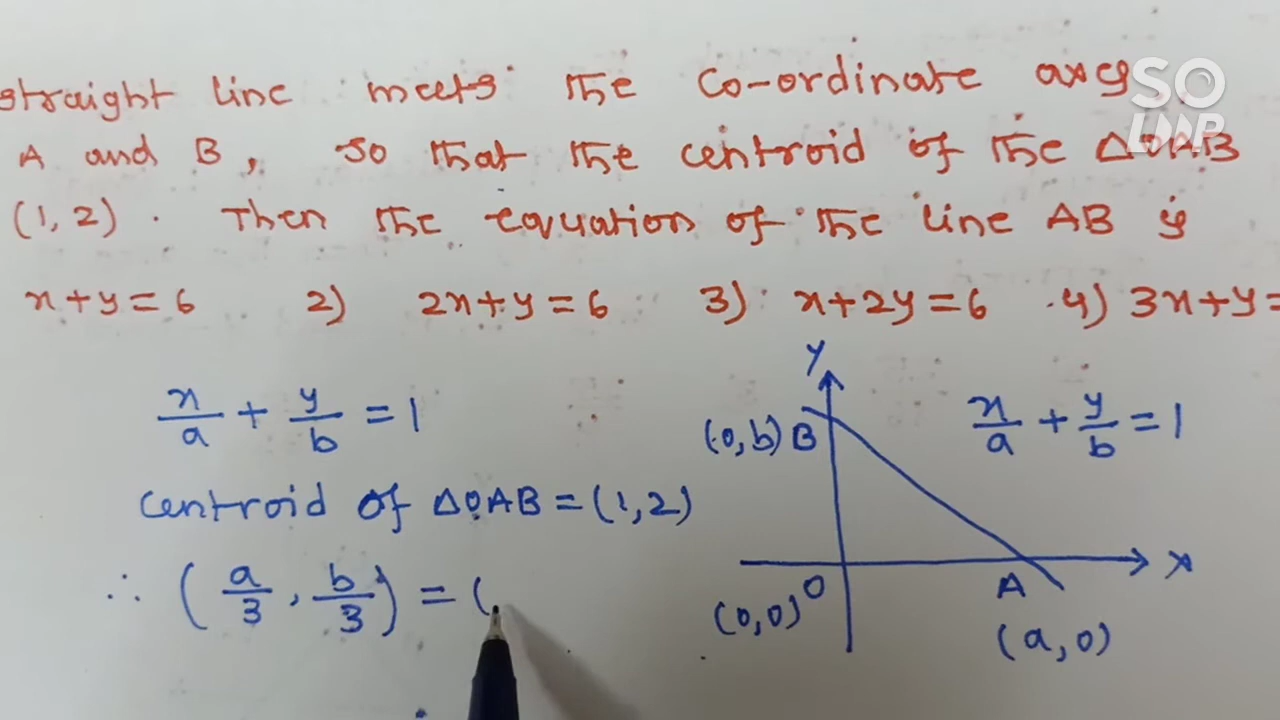 straight line meets the co-ordinate axes
A and B, so that the centroid of the ΔOAB
(1,2). Then the equation of the line AB is
x+y=6 2) 2x+y=6 3) x+2y=6 4) 3x+y=
x/a + y/b = 1
centroid of ΔOAB = (1,2)
∴ (a/3, b/3) = (
y
(0,b) B
x/a + y/b = 1
O
A
x
(0,0)
(a,0)
SO
LMP